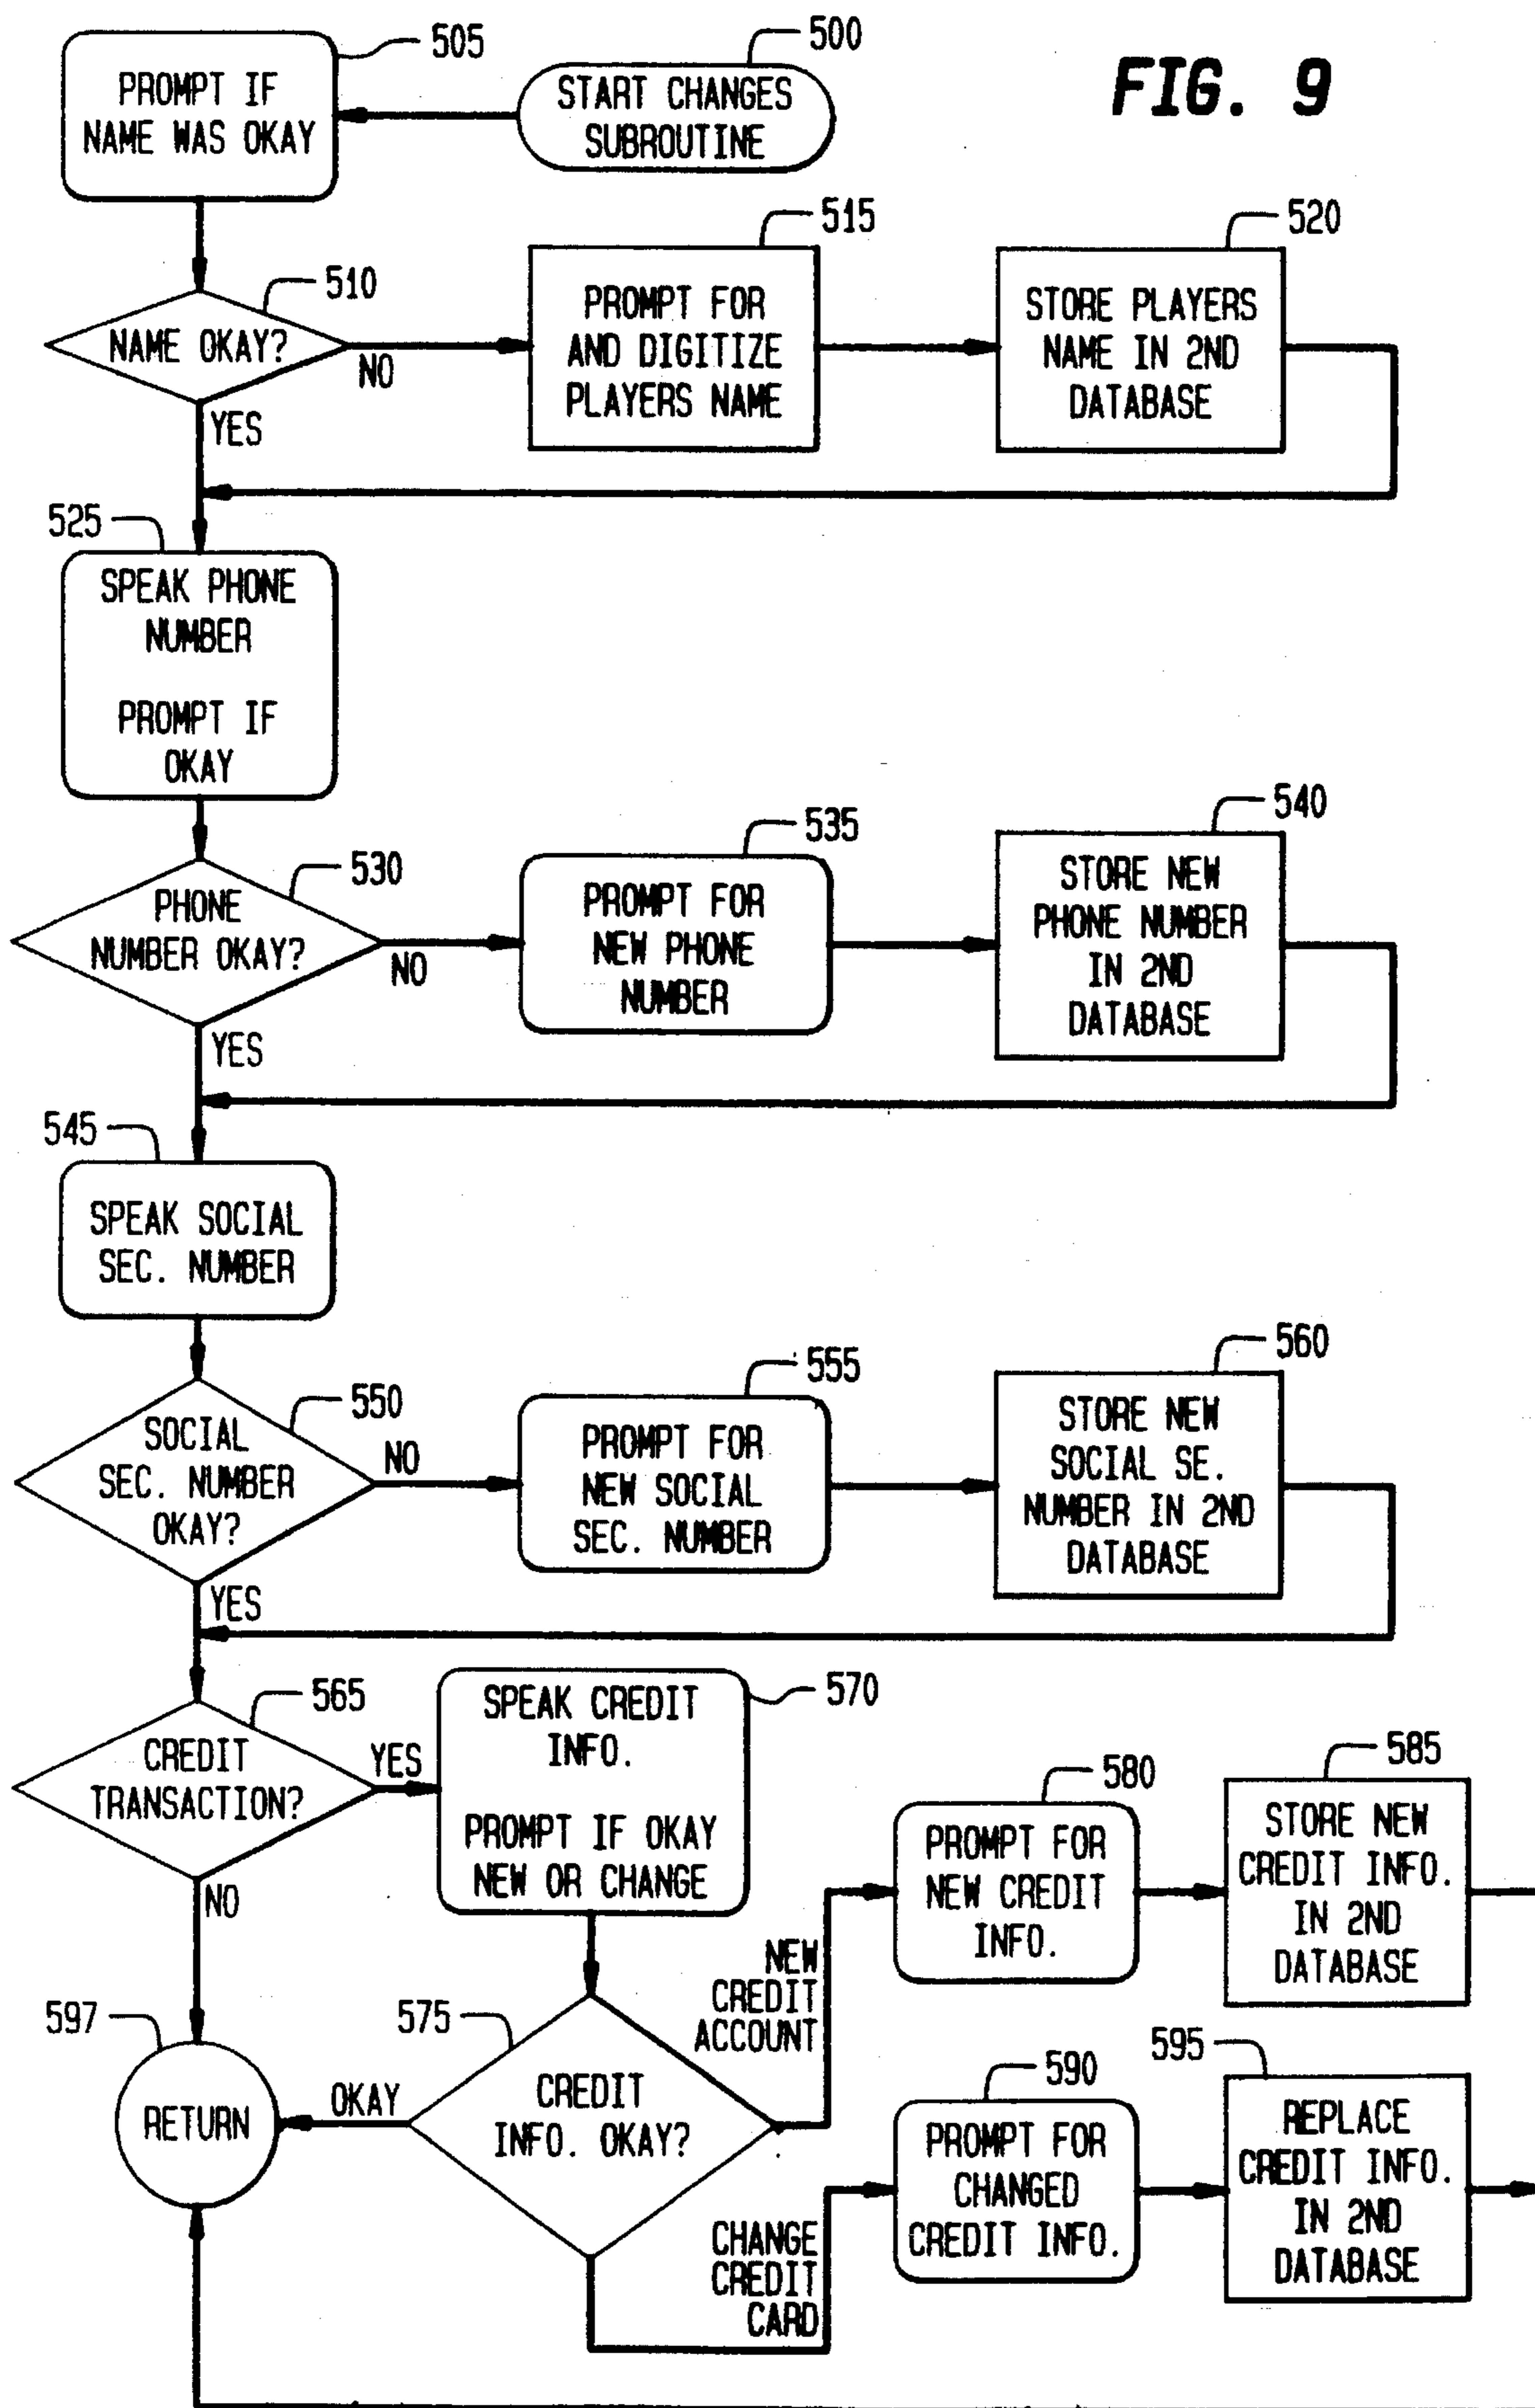 505
500
FIG. 9
PROMPT IF
NAME WAS OKAY
START CHANGES
SUBROUTINE
515
520
510
NAME OKAY?
NO
YES
PROMPT FOR
AND DIGITIZE
PLAYERS NAME
STORE PLAYERS
NAME IN 2ND
DATABASE
525
SPEAK PHONE
NUMBER
PROMPT IF
OKAY
530
PHONE
NUMBER OKAY?
NO
YES
535
PROMPT FOR
NEW PHONE
NUMBER
540
STORE NEW
PHONE NUMBER
IN 2ND
DATABASE
545
SPEAK SOCIAL
SEC. NUMBER
550
SOCIAL
SEC. NUMBER
OKAY?
NO
YES
555
PROMPT FOR
NEW SOCIAL
SEC. NUMBER
560
STORE NEW
SOCIAL SE.
NUMBER IN 2ND
DATABASE
565
CREDIT
TRANSACTION?
YES
NO
570
SPEAK CREDIT
INFO.
PROMPT IF OKAY
NEW OR CHANGE
575
CREDIT
INFO. OKAY?
OKAY
597
RETURN
NEW
CREDIT
ACCOUNT
580
PROMPT FOR
NEW CREDIT
INFO.
585
STORE NEW
CREDIT INFO.
IN 2ND
DATABASE
CHANGE
CREDIT
CARD
590
PROMPT FOR
CHANGED
CREDIT INFO.
595
REPLACE
CREDIT INFO.
IN 2ND
DATABASE